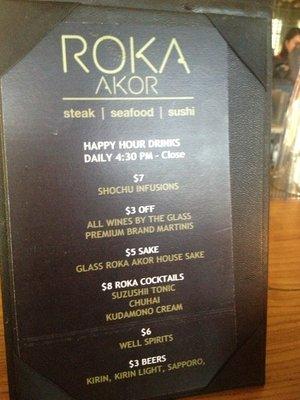 ROKA
AKOR
steak | seafood | sushi
HAPPY HOUR DRINKS
DAILY 4:30 PM - Close
$7
SHOCHU INFUSIONS
$3 OFF
ALL WINES BY THE GLASS
PREMIUM BRAND MARTINIS
$5 SAKE
GLASS ROKA AKOR HOUSE SAKE
$8 ROKA COCKTAILS
SUZUSHII TONIC
CHUHAI
KUDAMONO CREAM
$6
WELL SPIRITS
$3 BEERS
KIRIN, KIRIN LIGHT, SAPPORO,